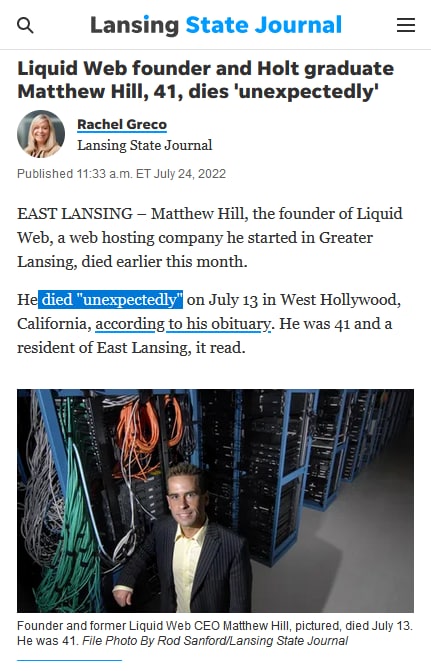 Lansing State Journal
Liquid Web founder and Holt graduate
Matthew Hill, 41, dies 'unexpectedly'
Rachel Greco
Lansing State Journal
Published 11:33 a.m. ET July 24, 2022
EAST LANSING – Matthew Hill, the founder of Liquid
Web, a web hosting company he started in Greater
Lansing, died earlier this month.
He died "unexpectedly" on July 13 in West Hollywood,
California, according to his obituary. He was 41 and a
resident of East Lansing, it read.
Founder and former Liquid Web CEO Matthew Hill, pictured, died July 13.
He was 41. File Photo By Rod Sanford/Lansing State Journal